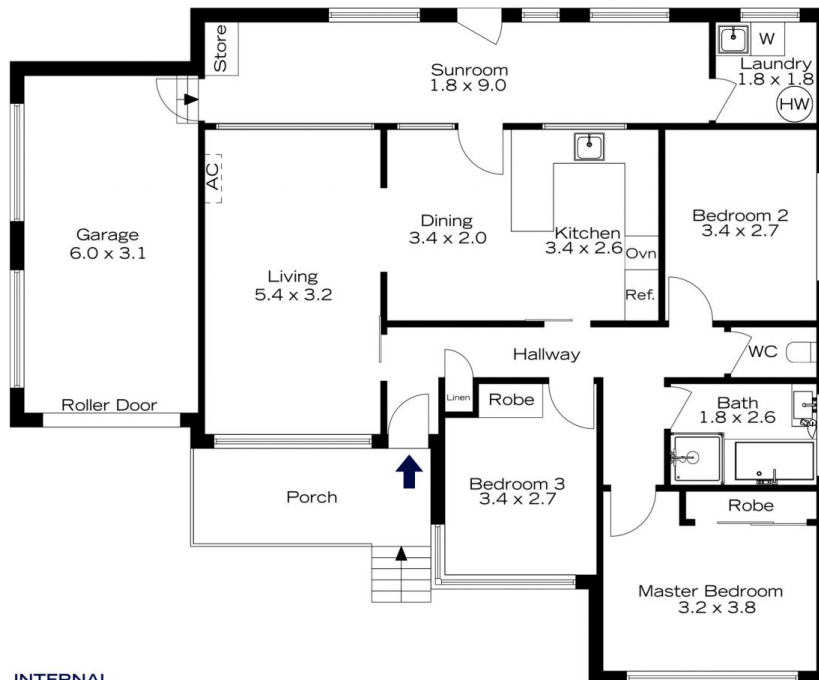 Store
W
Laundry
1.8 x 1.8
HW
Sunroom
1.8 x 9.0
AC
Garage
6.0 x 3.1
Living
5.4 x 3.2
Dining
3.4 x 2.0
Kitchen
3.4 x 2.6
Ovn
Ref.
Bedroom 2
3.4 x 2.7
Hallway
WC
Roller Door
Linen
Robe
Bath
1.8 x 2.6
Porch
Bedroom 3
3.4 x 2.7
Robe
Master Bedroom
3.2 x 3.8
INTERNAL